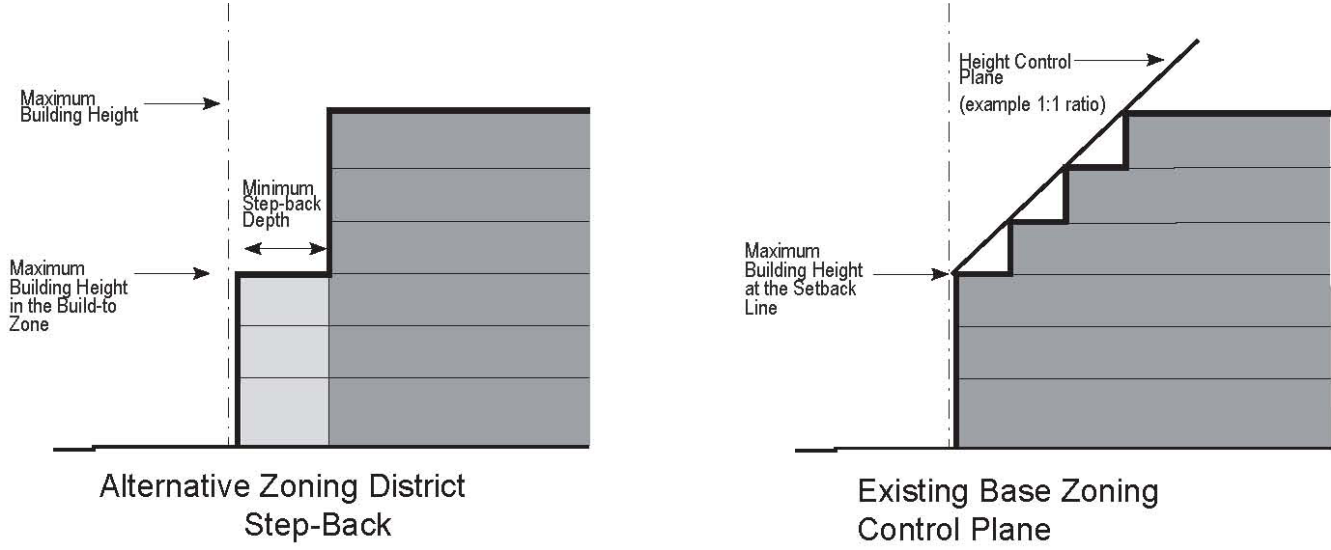 Maximum
Building Height
Minimum
Step-back
Depth
Maximum
Building Height
in the Build-to
Zone
Alternative Zoning District
Step-Back
Height Control
Plane
(example 1:1 ratio)
Maximum
Building Height
at the Setback
Line
Existing Base Zoning
Control Plane